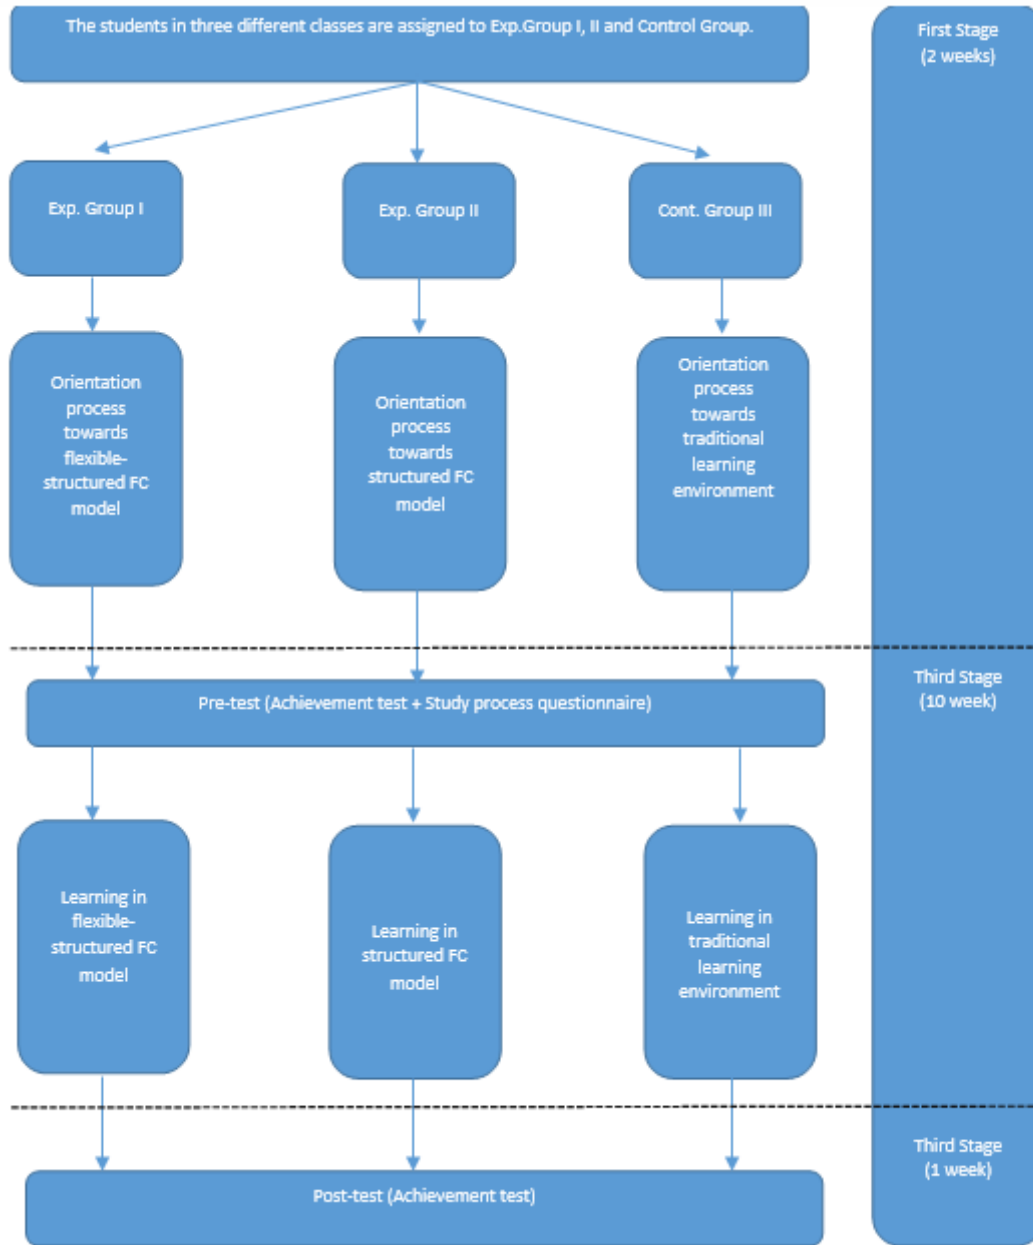 The students in three different classes are assigned to Exp.Group I, II and Control Group.
First Stage
(2 weeks)
Exp. Group I
Exp. Group II
Cont. Group III
Orientation
process
towards
flexible-
structured FC
model
Orientation
process
towards
structured FC
model
Orientation
process
towards
traditional
learning
environment
Pre-test (Achievement test + Study process questionnaire)
Third Stage
(10 week)
Learning in
flexible-
structured FC
model
Learning in
structured FC
model
Learning in
traditional
learning
environment
Third Stage
(1 week)
Post-test (Achievement test)